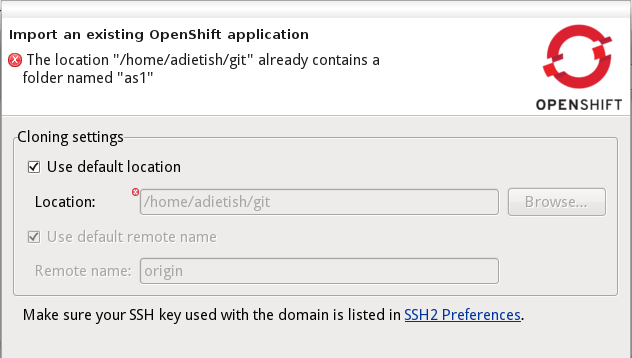 Import an existing OpenShift application
The location "/home/adietish/git" already contains a
folder named "as1"
OPENSHIFT
Cloning settings
Use default location
Location:
/home/adietish/git
Browse...
Use default remote name
Remote name:
origin
Make sure your SSH key used with the domain is listed in SSH2 Preferences.